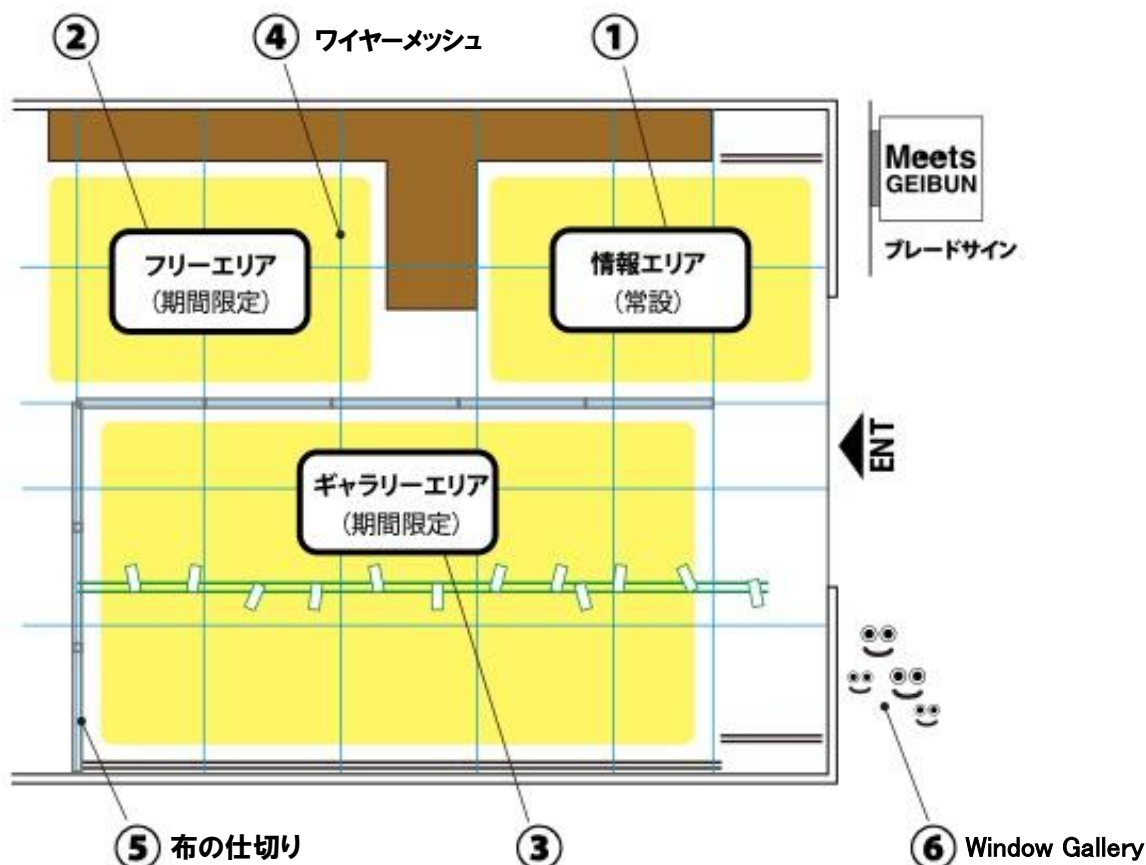 ② ④ ワイヤーメッシュ ①
Meets
GEIBUN
ブレードサイン
フリーエリア
(期間限定)
情報エリア
(常設)
ENT
ギャラリーエリア
(期間限定)
⑤ 布の仕切り ③ ⑥ Window Gallery